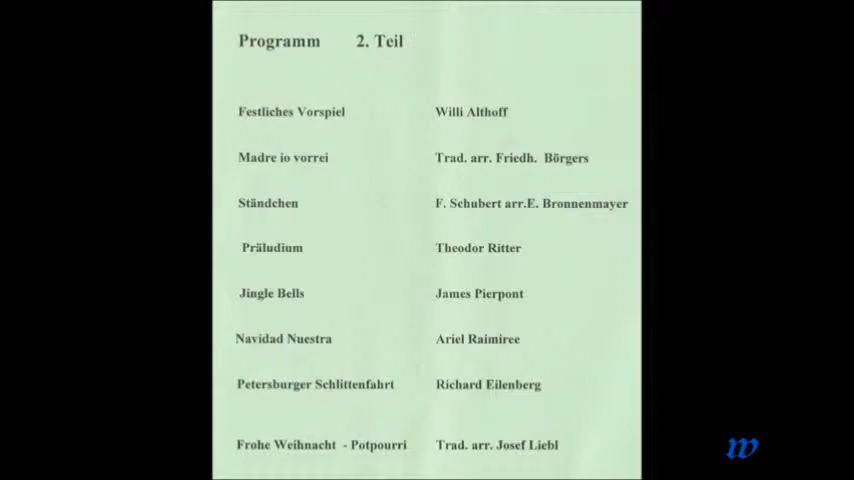 Programm 2. Teil
Festliches Vorspiel Willi Althoff
Madre io vorrei Trad. arr. Friedh. Börgers
Ständchen F. Schubert arr.E. Bronnenmayer
Präludium Theodor Ritter
Jingle Bells James Pierpont
Navidad Nuestra Ariel Raimiree
Petersburger Schlittenfahrt Richard Eilenberg
Frohe Weihnacht - Potpourri Trad. arr. Josef Liebl
w